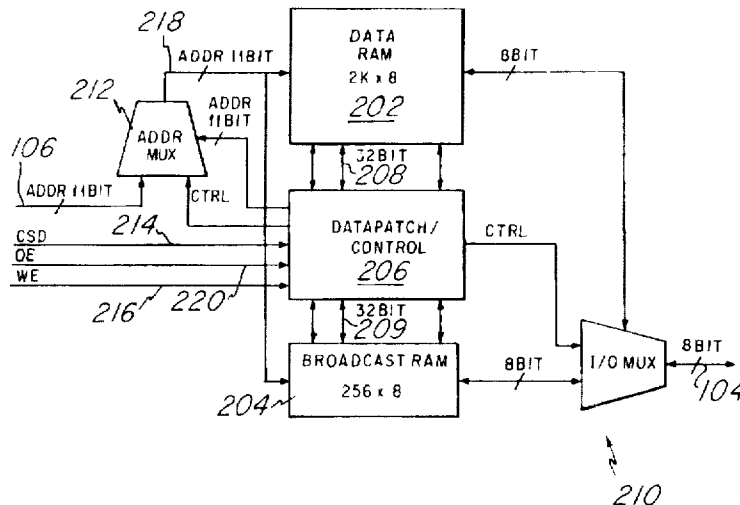 218
ADDR 11BIT
DATA
RAM
2K x 8
202
8BIT
212
ADDR
11BIT
ADDR
MUX
106
ADDR 11BIT
CTRL
32BIT
208
214
CSD
OE
WE
216
220
DATAPATCH/
CONTROL
206
CTRL
32BIT
209
BROADCAST RAM
256 x 8
204
8BIT
I/O MUX
8BIT
104
210